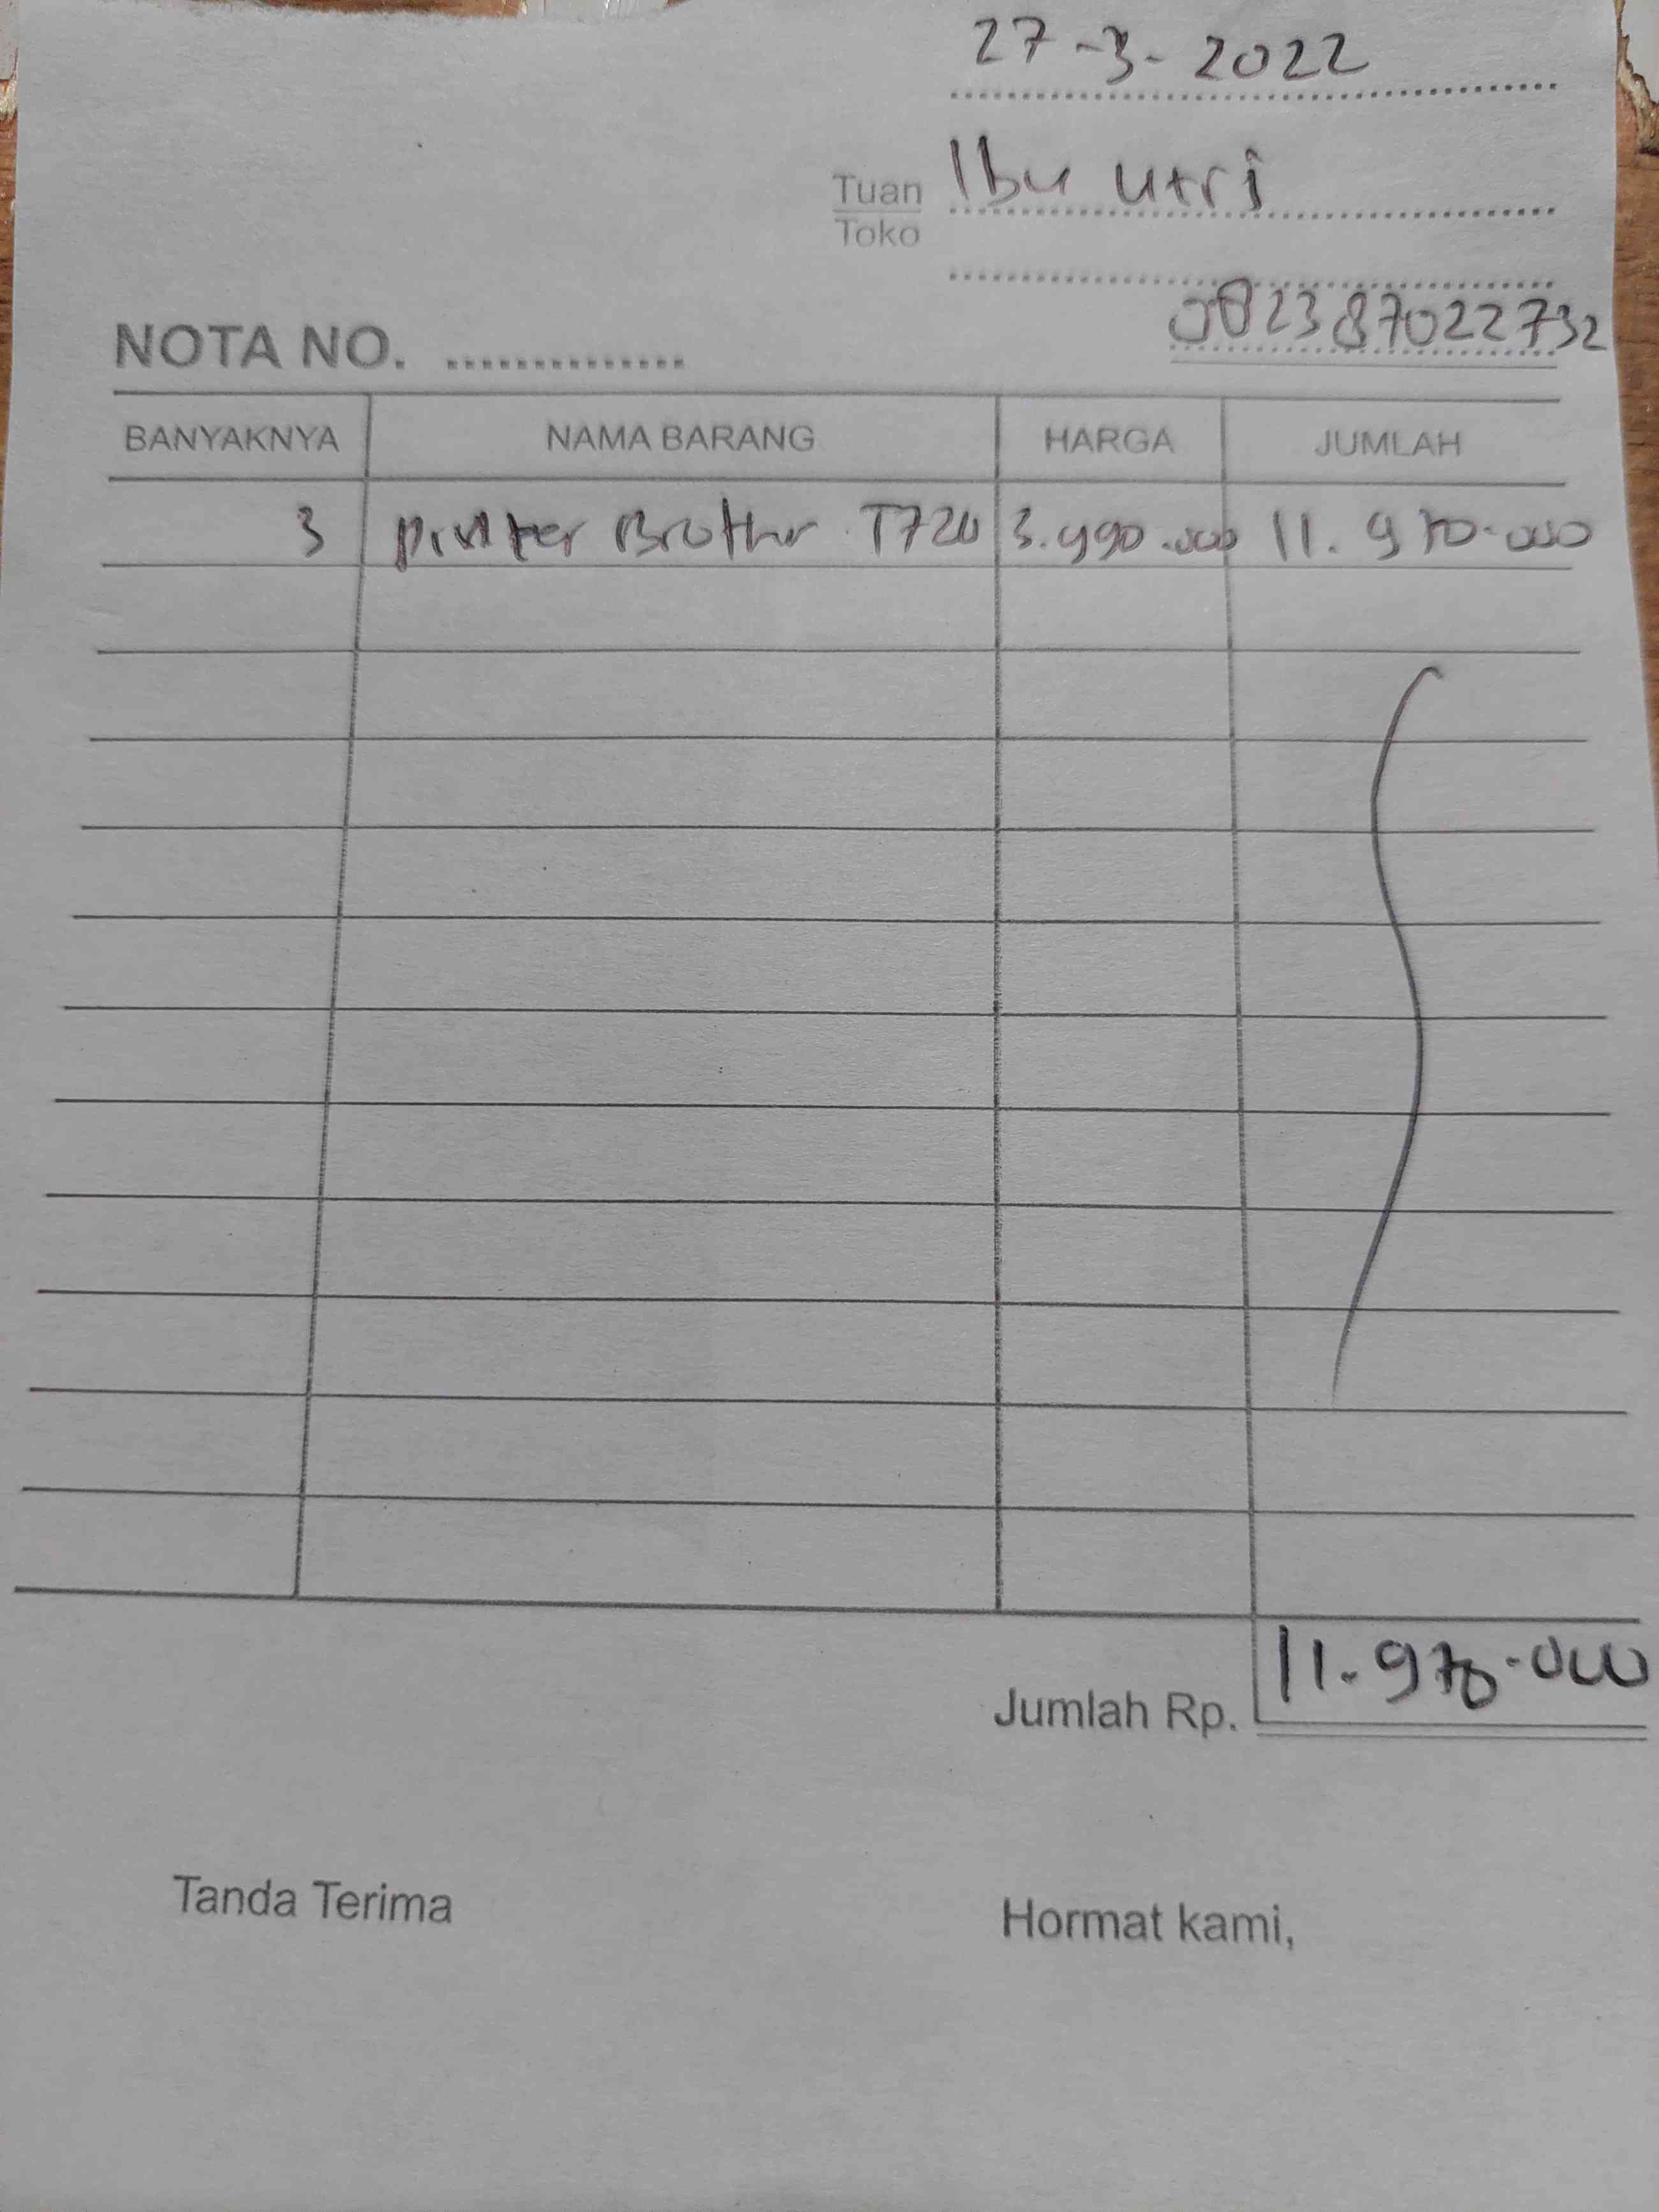 27-3-2022
Tuan Ibu Utri
Toko
082387022732
NOTA NO. ..............
BANYAKNYA NAMA BARANG HARGA JUMLAH
3 printer Brother T720 3.990.000 11.970.000
Jumlah Rp. 11.970.000
Tanda Terima Hormat kami,